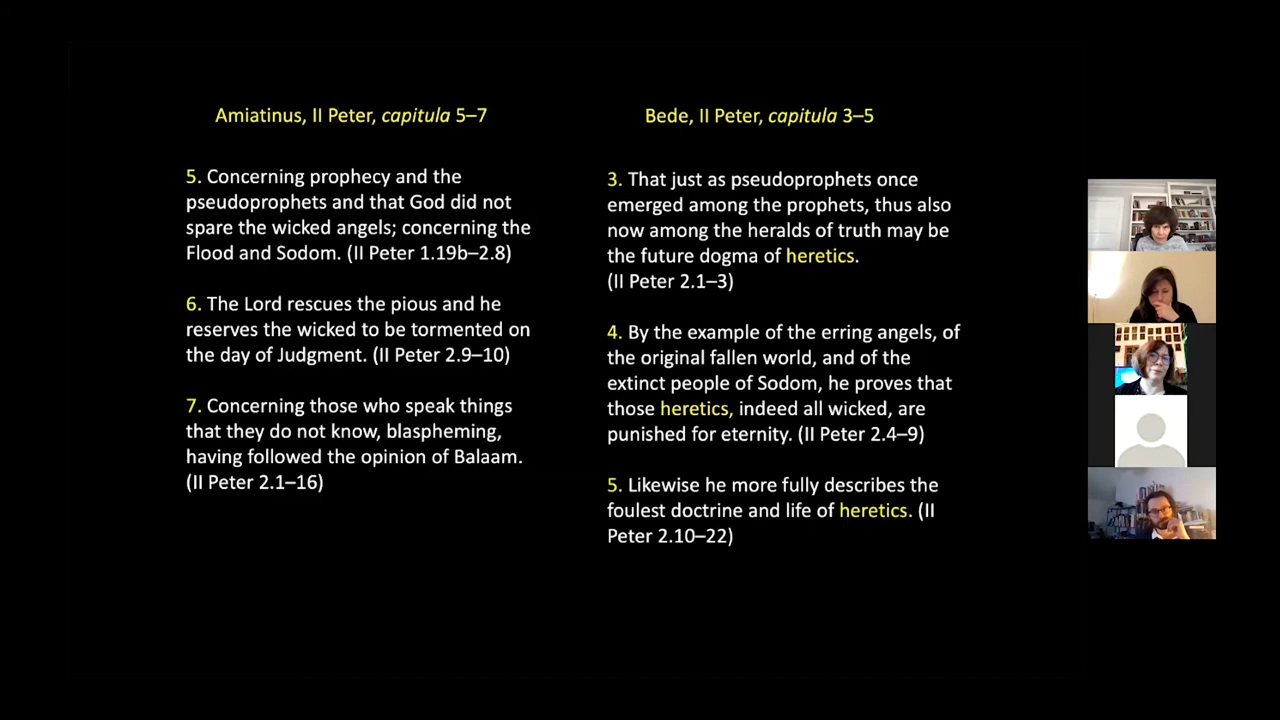 Amiatinus, II Peter, capitula 5–7
5. Concerning prophecy and the
pseudoprophets and that God did not
spare the wicked angels; concerning the
Flood and Sodom. (II Peter 1.19b–2.8)
6. The Lord rescues the pious and he
reserves the wicked to be tormented on
the day of Judgment. (II Peter 2.9–10)
7. Concerning those who speak things
that they do not know, blaspheming,
having followed the opinion of Balaam.
(II Peter 2.1–16)
Bede, II Peter, capitula 3–5
3. That just as pseudoprophets once
emerged among the prophets, thus also
now among the heralds of truth may be
the future dogma of heretics.
(II Peter 2.1–3)
4. By the example of the erring angels, of
the original fallen world, and of the
extinct people of Sodom, he proves that
those heretics, indeed all wicked, are
punished for eternity. (II Peter 2.4–9)
5. Likewise he more fully describes the
foulest doctrine and life of heretics. (II
Peter 2.10–22)